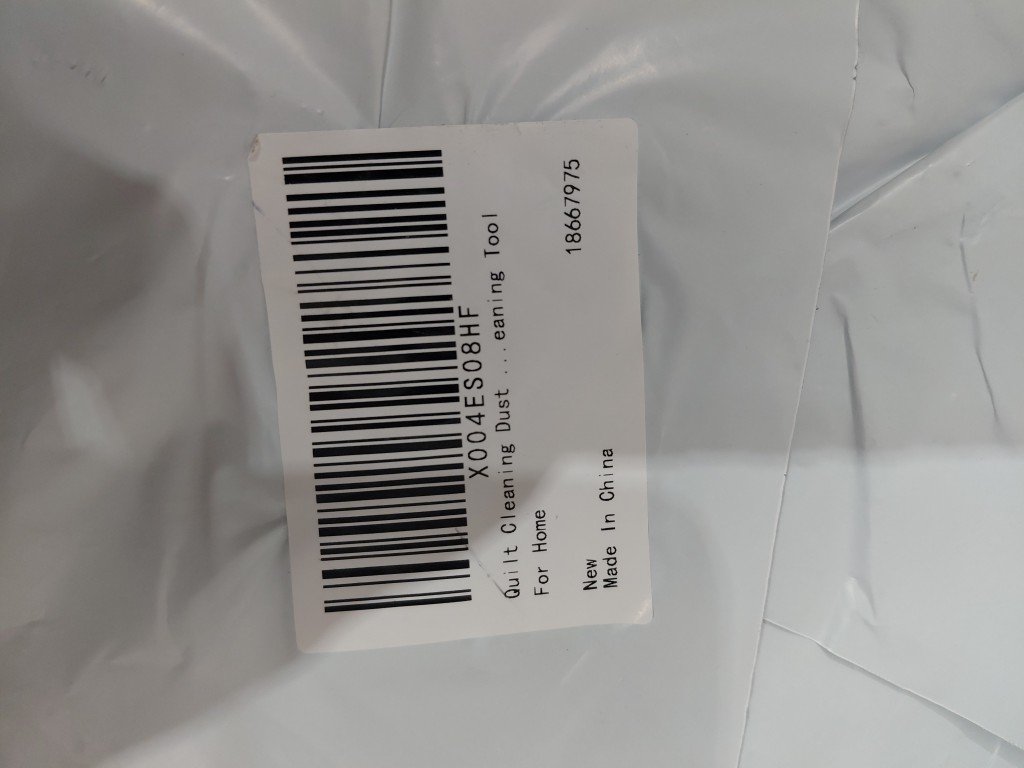 X004ES08HF
Quilt Cleaning Dust ...eaning Tool
For Home
18667975
New
Made In China